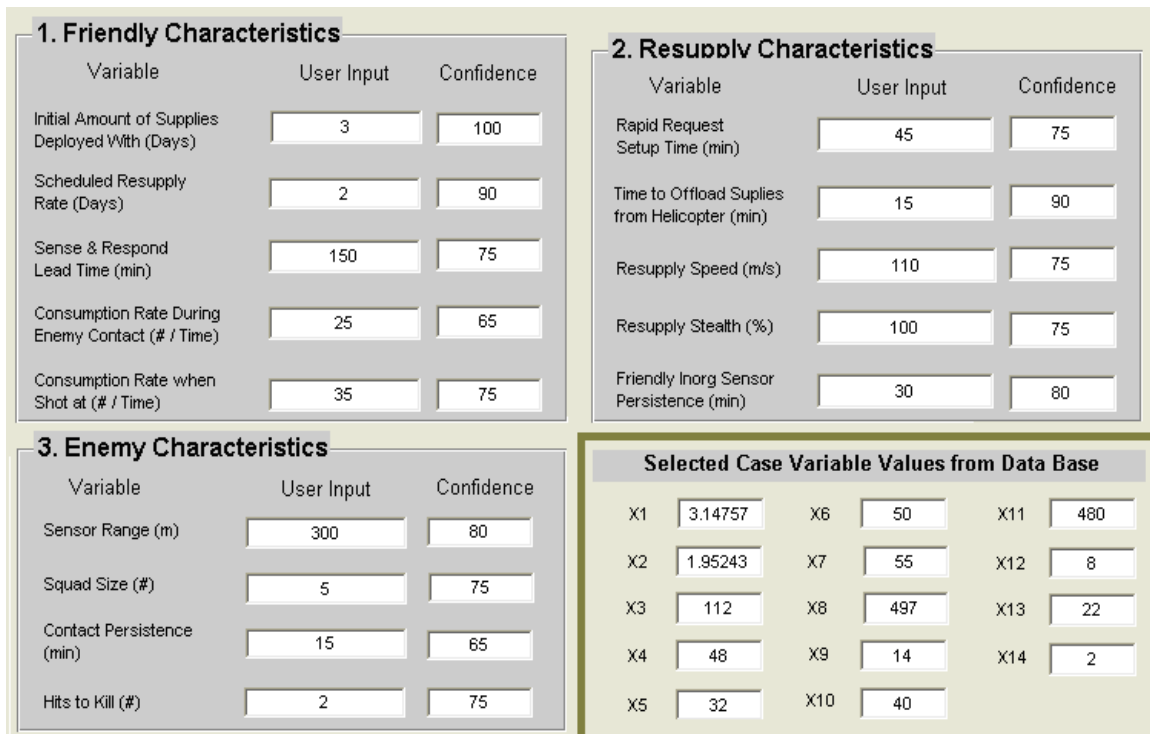 1. Friendly Characteristics
Variable User Input Confidence
Initial Amount of Supplies
Deployed With (Days) 3 100
Scheduled Resupply
Rate (Days) 2 90
Sense & Respond
Lead Time (min) 150 75
Consumption Rate During
Enemy Contact (# / Time) 25 65
Consumption Rate when
Shot at (# / Time) 35 75
2. Resupply Characteristics
Variable User Input Confidence
Rapid Request
Setup Time (min) 45 75
Time to Offload Suplies
from Helicopter (min) 15 90
Resupply Speed (m/s) 110 75
Resupply Stealth (%) 100 75
Friendly Inorg Sensor
Persistence (min) 30 80
3. Enemy Characteristics
Variable User Input Confidence
Sensor Range (m) 300 80
Squad Size (#) 5 75
Contact Persistence
(min) 15 65
Hits to Kill (#) 2 75
Selected Case Variable Values from Data Base
X1 3.14757 X6 50 X11 480
X2 1.95243 X7 55 X12 8
X3 112 X8 497 X13 22
X4 48 X9 14 X14 2
X5 32 X10 40